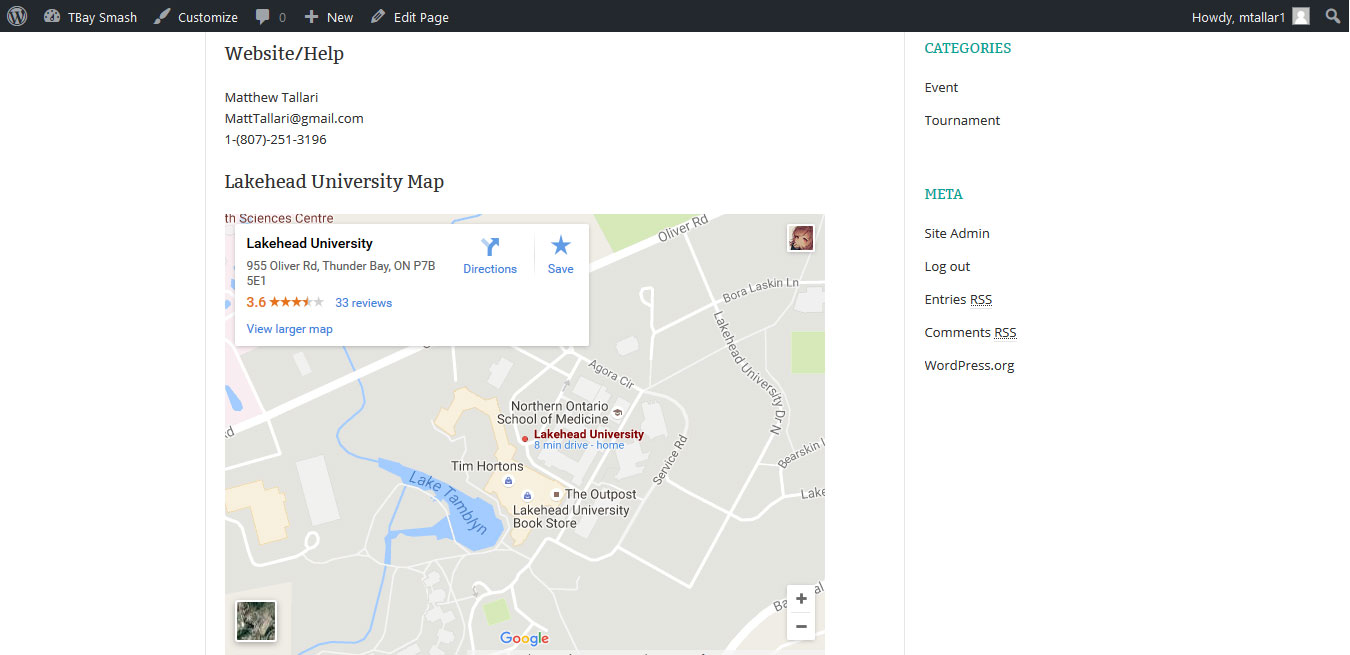 TBay Smash Customize 0 New Edit Page Howdy, mtallar1
Website/Help
Matthew Tallari
MattTallari@gmail.com
1-(807)-251-3196
Lakehead University Map
th Sciences Centre
Lakehead University
955 Oliver Rd, Thunder Bay, ON P7B
5E1
3.6 33 reviews
View larger map
Directions
Save
Oliver Rd
Bora Laskin Ln
Lakehead University Dr N
Agora Cir
Northern Ontario
School of Medicine
Lakehead University
8 min drive - home
Service Rd
Bearskin L
Tim Hortons
Lake Tamblyn
The Outpost
Lakehead University
Book Store
Lake
Rd
Google
CATEGORIES
Event
Tournament
META
Site Admin
Log out
Entries RSS
Comments RSS
WordPress.org